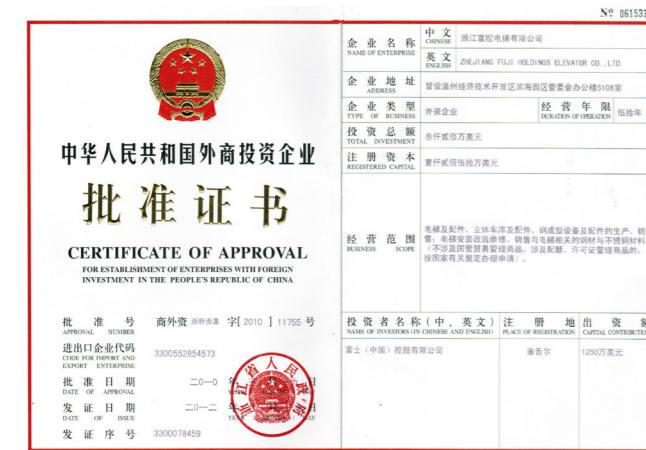 № 061533
中华人民共和国外商投资企业
批准证书
CERTIFICATE OF APPROVAL
FOR ESTABLISHMENT OF ENTERPRISES WITH FOREIGN
INVESTMENT IN THE PEOPLE'S REPUBLIC OF CHINA
批准号 商外资 字[ 2010 ] 11755 号
APPROVAL NUMBER
进出口企业代码 3300552854573
CODE FOR IMPORT AND
EXPORT ENTERPRISE
批准日期 二〇一〇 年
DATE OF APPROVAL
发证日期 二〇一二 年
DATE OF ISSUE
发证序号 3300078459
浙江省人民政府
企业名称 中文 浙江富控电梯有限公司
NAME OF ENTERPRISE CHINESE
英文 ZHEJIANG FUJI HOLDINGS ELEVATOR CO.,LTD
ENGLISH
企业地址 暂设温州经济技术开发区滨海园区管委会办公楼5108室
ADDRESS
企业类型 外资企业 经营年限 伍拾年
TYPE OF BUSINESS DURATION OF OPERATION
投资总额 叁仟贰佰万美元
TOTAL INVESTMENT
注册资本 壹仟贰佰伍拾万美元
REGISTERED CAPITAL
经营范围
BUSINESS SCOPE
电梯及配件、立体车库及配件、钢成型设备及配件的生产、销
售；电梯安装改造维修。销售与电梯相关的钢材与不锈钢材料
（不涉及国营贸易管理商品，涉及配额、许可证管理商品的，
按国家有关规定办理申请）。
投资者名称（中、英文） 注册地 出资
NAME OF INVESTORS (IN CHINESE AND ENGLISH) PLACE OF REGISTRATION CAPITAL CONTRIBUTIO
富士（中国）控股有限公司 塞舌尔 1250万美元